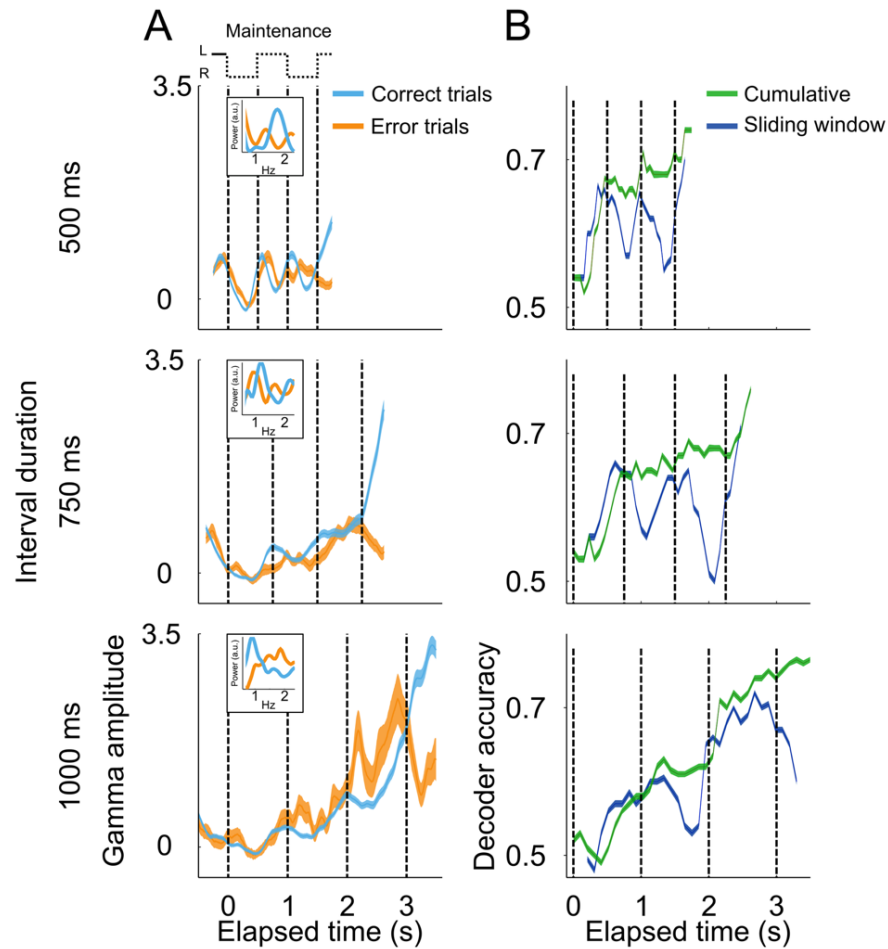 A
B
Maintenance
L
R
Correct trials
Error trials
Cumulative
Sliding window
Interval duration
500 ms
3.5
0
Power (a.u.)
1 2
Hz
0.7
0.5
750 ms
3.5
0
Power (a.u.)
1 2
Hz
0.7
0.5
1000 ms
Gamma amplitude
3.5
0
Power (a.u.)
1 2
Hz
0 1 2 3
Elapsed time (s)
Decoder accuracy
0.7
0.5
0 1 2 3
Elapsed time (s)